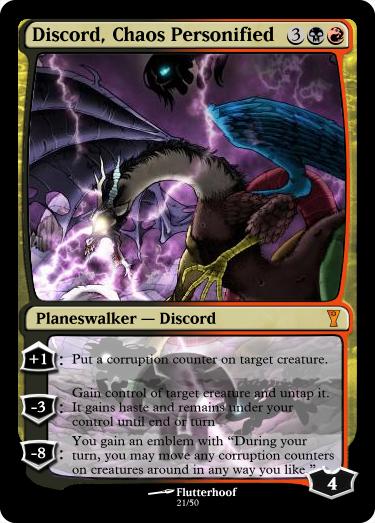 Discord, Chaos Personified 3
Planeswalker — Discord
+1: Put a corruption counter on target creature.
Gain control of target creature and untap it.
-3: It gains haste and remains under your
control until end or turn
You gain an emblem with “During your
-8: turn, you may move any corruption counters
on creatures around in any way you like.”
4
Flutterhoof
21/50